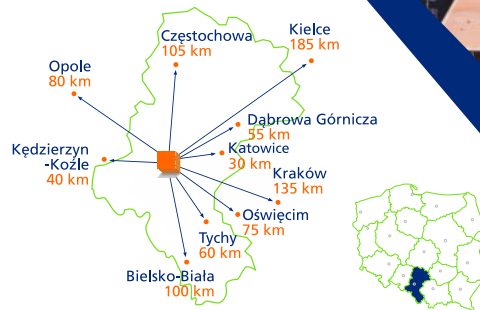 Częstochowa
105 km
Kielce
185 km
Opole
80 km
Dąbrowa Górnicza
55 km
Kędzierzyn
-Koźle
40 km
Katowice
30 km
Kraków
135 km
Oświęcim
75 km
Tychy
60 km
Bielsko-Biała
100 km